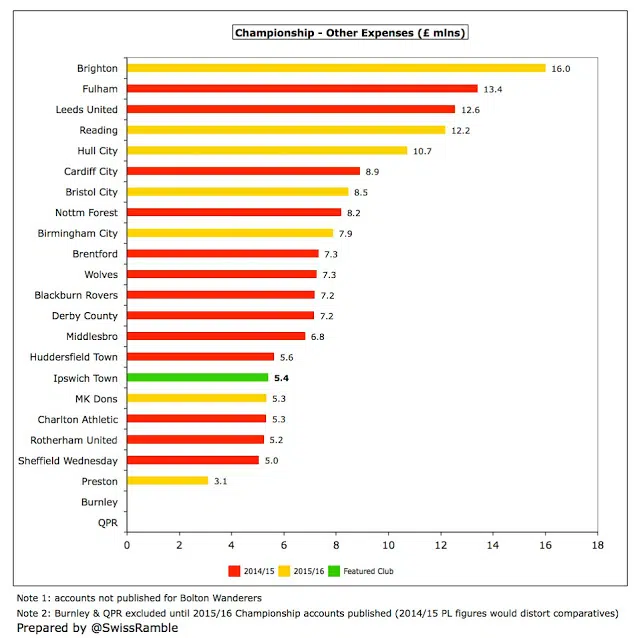 Championship - Other Expenses (£ mlns)
Brighton 16.0
Fulham 13.4
Leeds United 12.6
Reading 12.2
Hull City 10.7
Cardiff City 8.9
Bristol City 8.5
Nottm Forest 8.2
Birmingham City 7.9
Brentford 7.3
Wolves 7.3
Blackburn Rovers 7.2
Derby County 7.2
Middlesbro 6.8
Huddersfield Town 5.6
Ipswich Town 5.4
MK Dons 5.3
Charlton Athletic 5.3
Rotherham United 5.2
Sheffield Wednesday 5.0
Preston 3.1
Burnley
QPR
0 2 4 6 8 10 12 14 16 18
2014/15 2015/16 Featured Club
Note 1: accounts not published for Bolton Wanderers
Note 2: Burnley & QPR excluded until 2015/16 Championship accounts published (2014/15 PL figures would distort comparatives)
Prepared by @SwissRamble